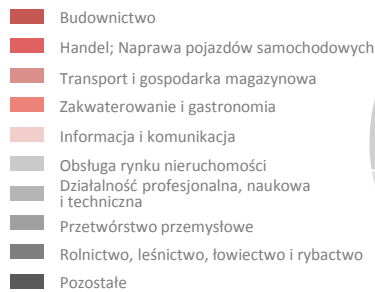 Budownictwo
Handel; Naprawa pojazdów samochodowych
Transport i gospodarka magazynowa
Zakwaterowanie i gastronomia
Informacja i komunikacja
Obsługa rynku nieruchomości
Działalność profesjonalna, naukowa
i techniczna
Przetwórstwo przemysłowe
Rolnictwo, leśnictwo, łowiectwo i rybactwo
Pozostałe